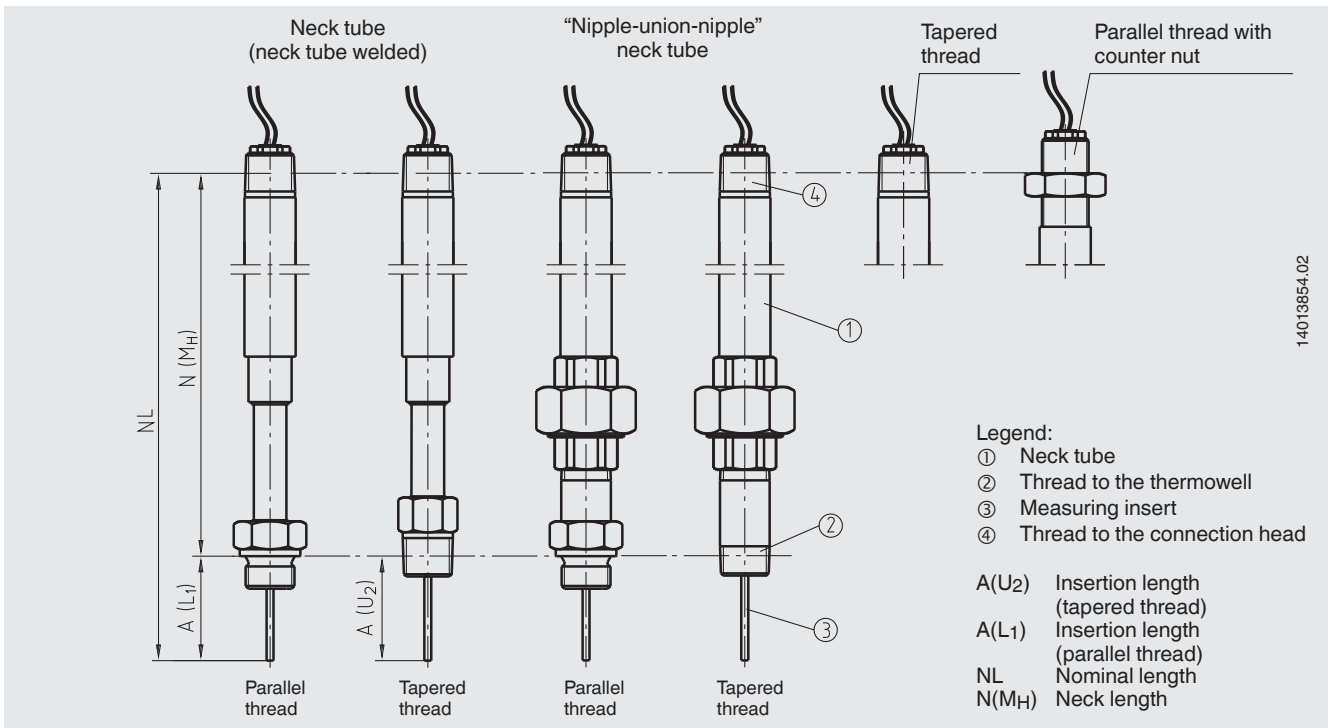 Neck tube
(neck tube welded)
“Nipple-union-nipple”
neck tube
Tapered
thread
Parallel thread with
counter nut
④
①
②
③
NL
N (MH)
A (L1)
A (U2)
Parallel
thread
Tapered
thread
Parallel
thread
Tapered
thread
14013854.02
Legend:
① Neck tube
② Thread to the thermowell
③ Measuring insert
④ Thread to the connection head
A(U2) Insertion length
(tapered thread)
A(L1) Insertion length
(parallel thread)
NL Nominal length
N(MH) Neck length